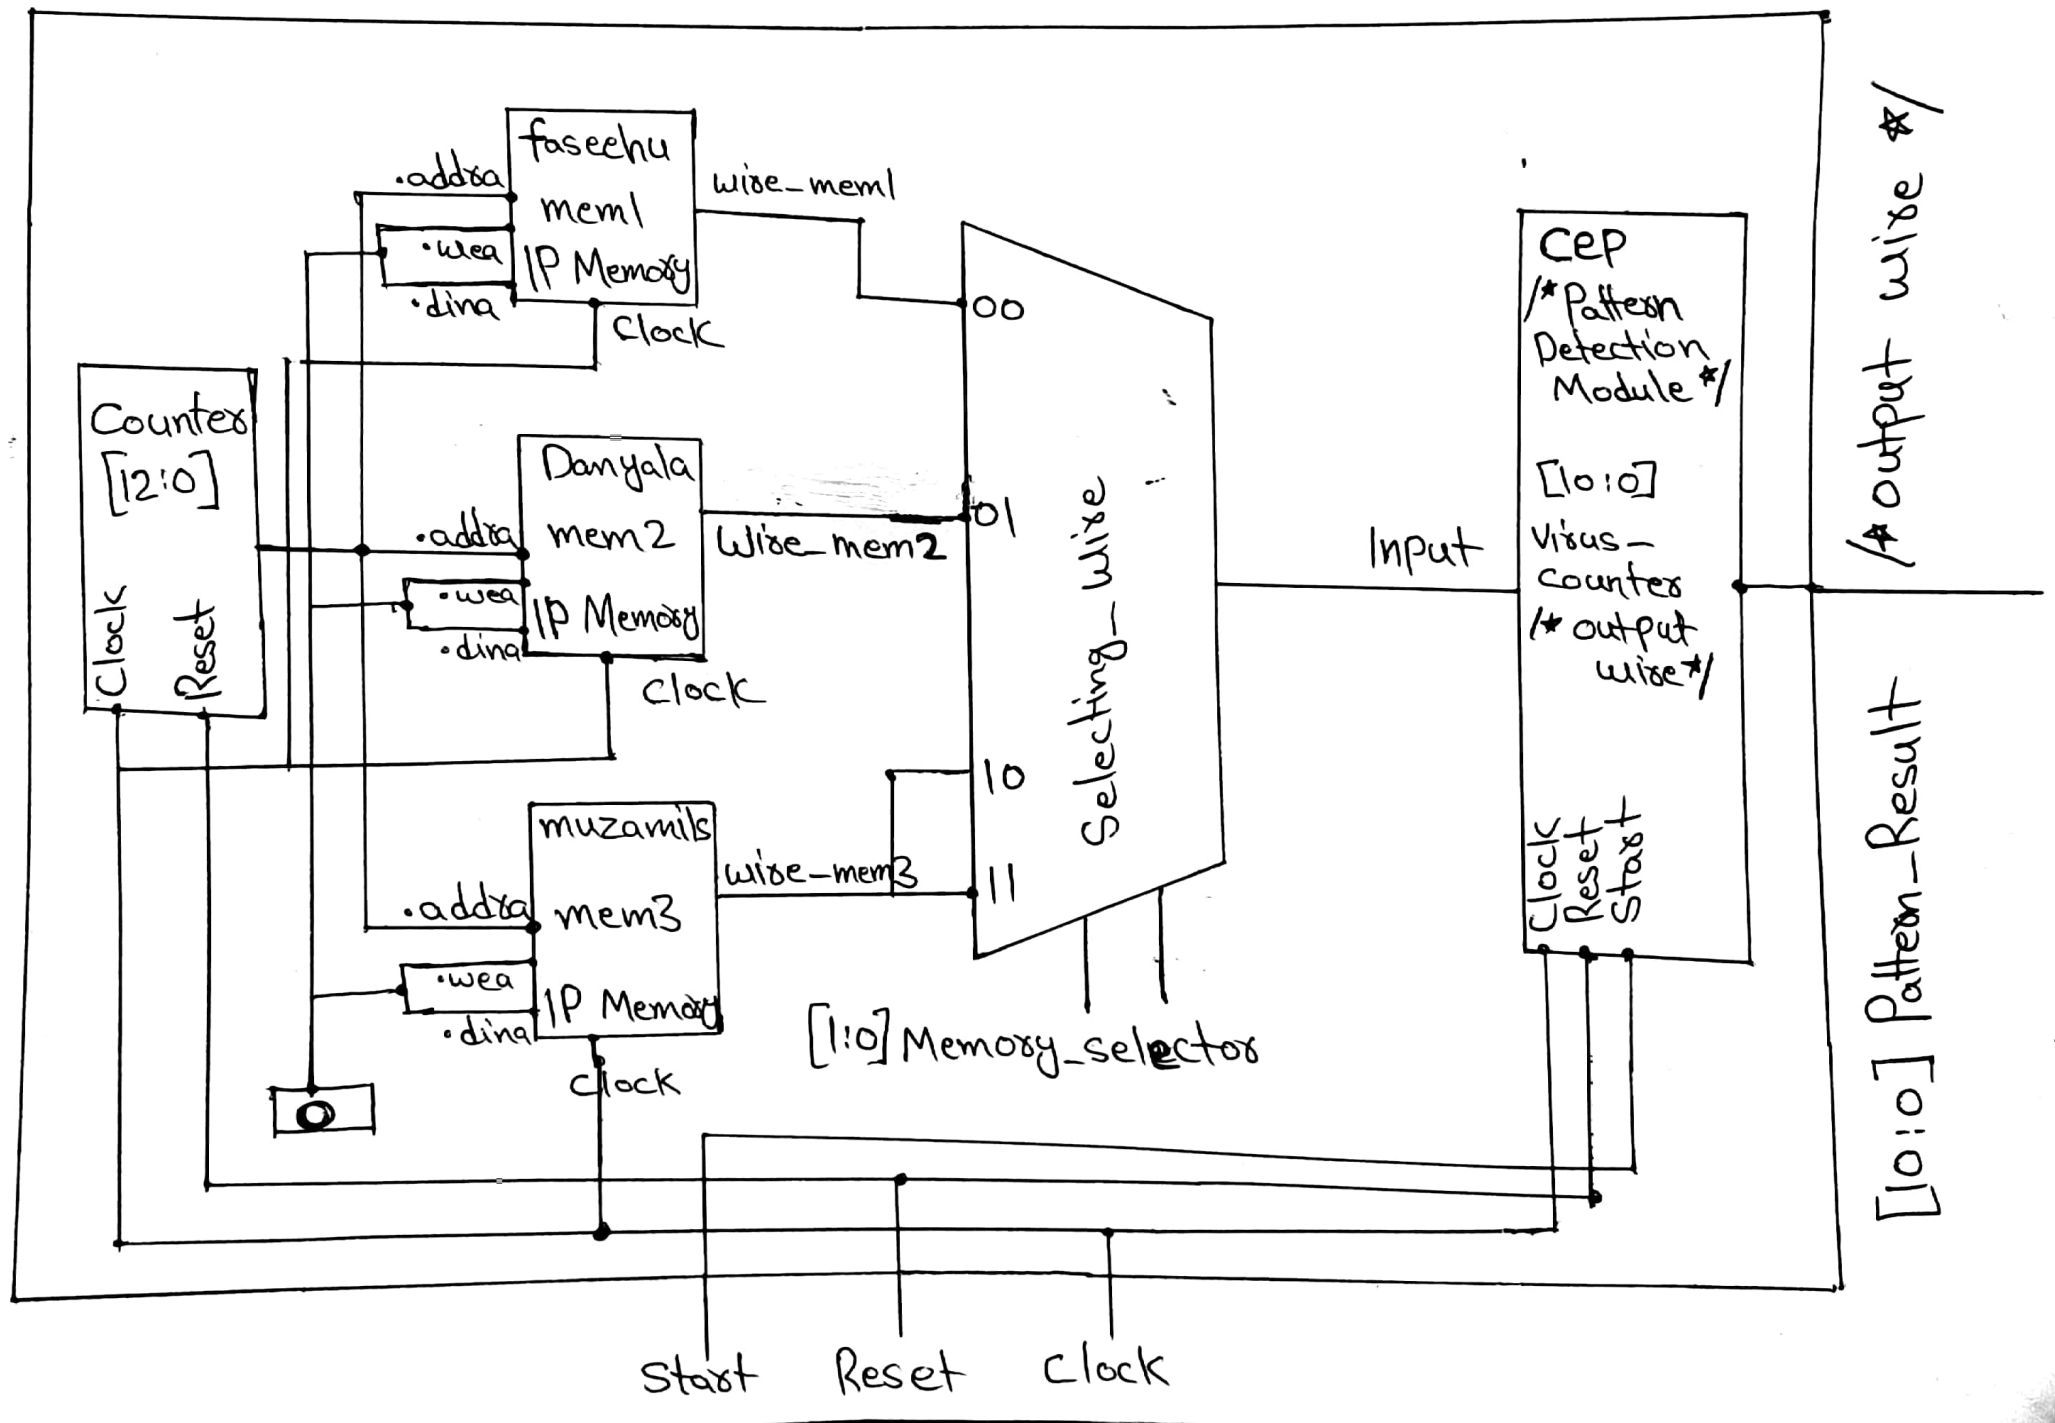 faseehu
mem1
IP Memory
.addra
.wea
.dina
Clock
wire_mem1
Counter
[12:0]
Clock
Reset
Danyala
mem2
IP Memory
.addra
.wea
.dina
Clock
Wire_mem2
muzamils
mem3
IP Memory
.addra
.wea
.dina
Clock
wire_mem3
0
00
01
10
11
Selecting_wire
[1:0] Memory_selector
Input
CEP
/* Pattern
Detection
Module */
[10:0]
Virus_
counter
/* output
wire */
Clock
Reset
Start
[10:0] Pattern_Result /* output wire */
Start
Reset
Clock